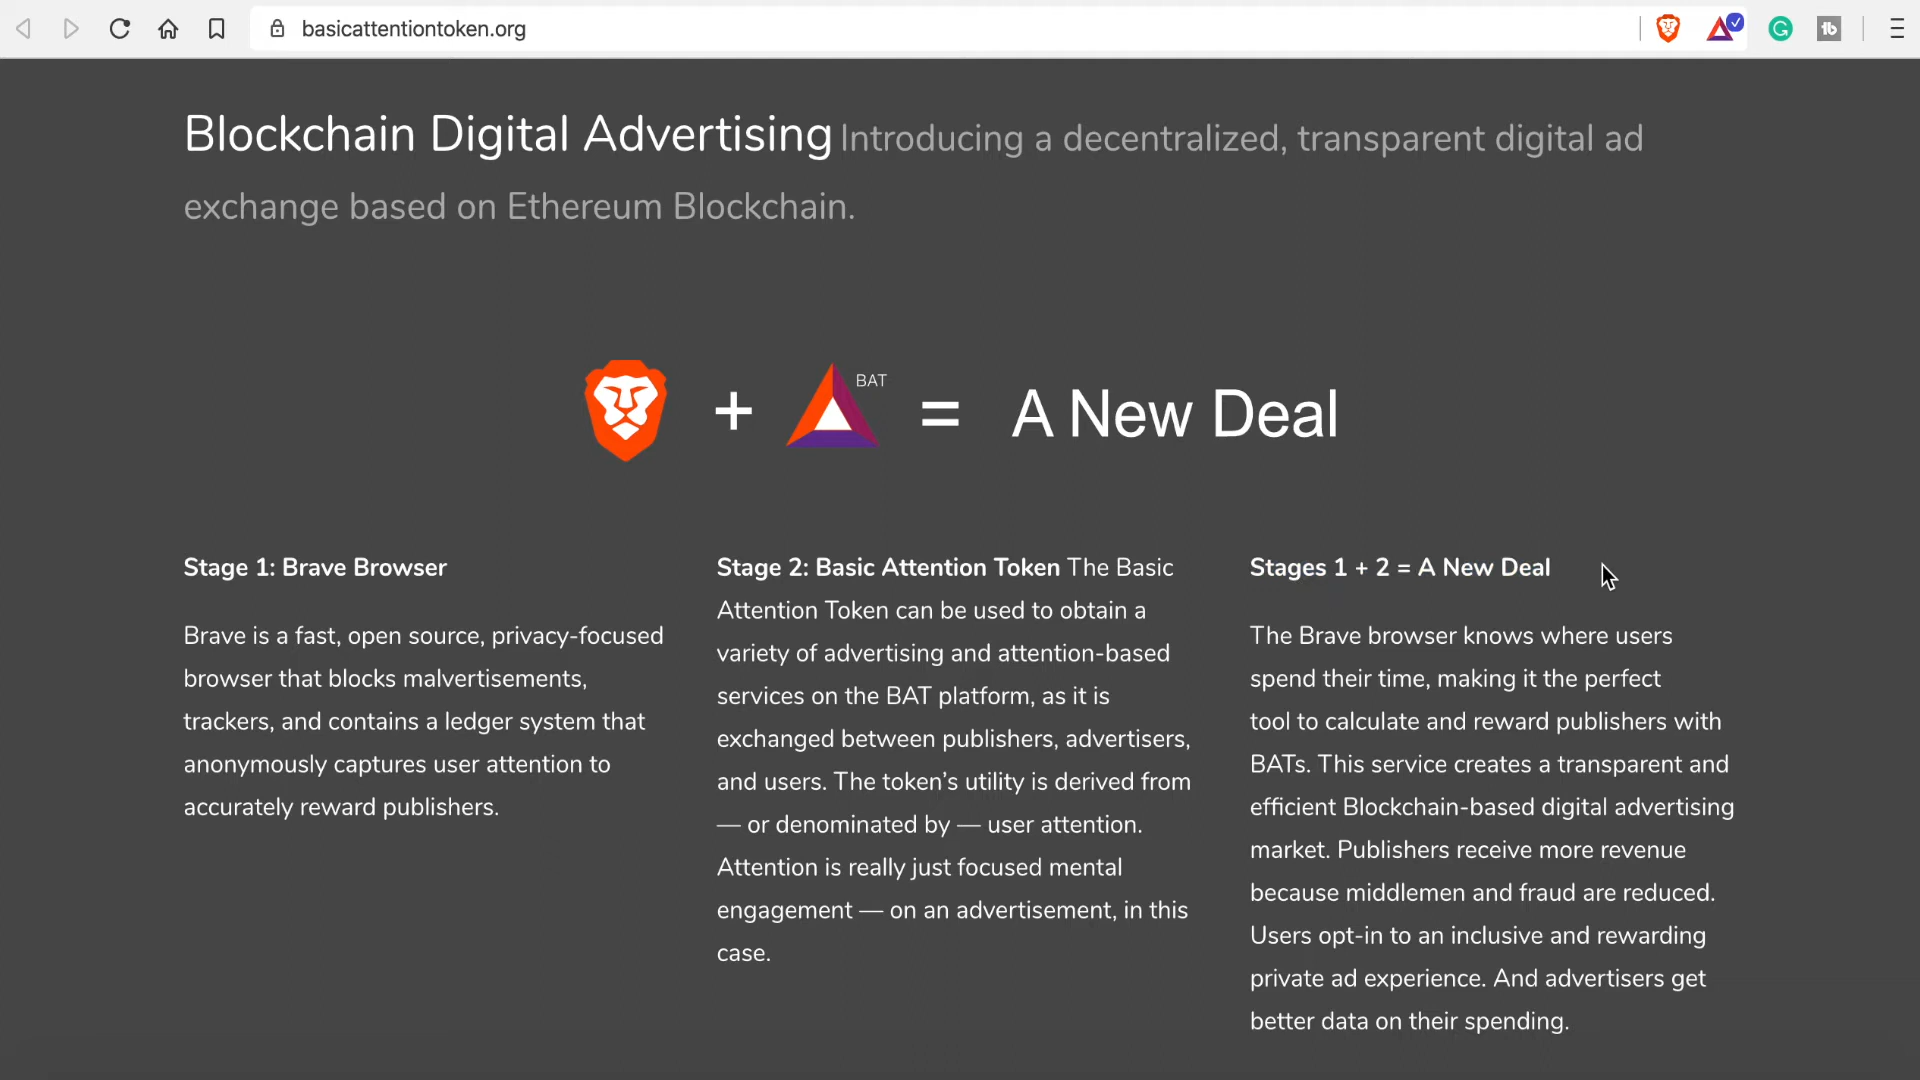 basicattentiontoken.org
Blockchain Digital Advertising Introducing a decentralized, transparent digital ad
exchange based on Ethereum Blockchain.
+ BAT = A New Deal
Stage 1: Brave Browser
Brave is a fast, open source, privacy-focused
browser that blocks malvertisements,
trackers, and contains a ledger system that
anonymously captures user attention to
accurately reward publishers.
Stage 2: Basic Attention Token The Basic
Attention Token can be used to obtain a
variety of advertising and attention-based
services on the BAT platform, as it is
exchanged between publishers, advertisers,
and users. The token’s utility is derived from
— or denominated by — user attention.
Attention is really just focused mental
engagement — on an advertisement, in this
case.
Stages 1 + 2 = A New Deal
The Brave browser knows where users
spend their time, making it the perfect
tool to calculate and reward publishers with
BATs. This service creates a transparent and
efficient Blockchain-based digital advertising
market. Publishers receive more revenue
because middlemen and fraud are reduced.
Users opt-in to an inclusive and rewarding
private ad experience. And advertisers get
better data on their spending.